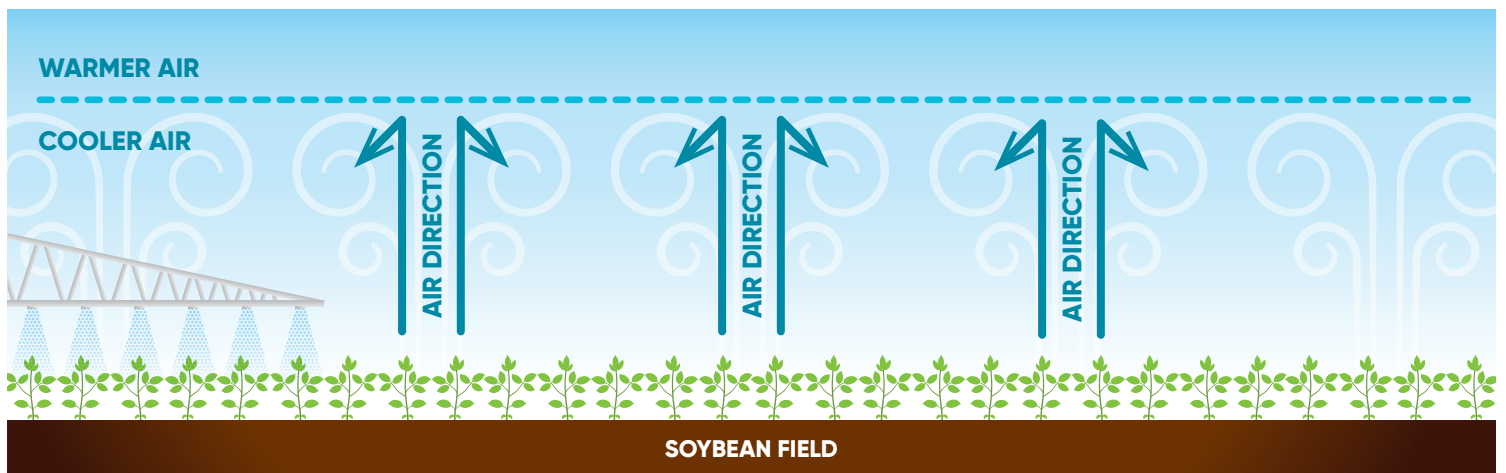 WARMER AIR
COOLER AIR
AIR DIRECTION
AIR DIRECTION
AIR DIRECTION
SOYBEAN FIELD